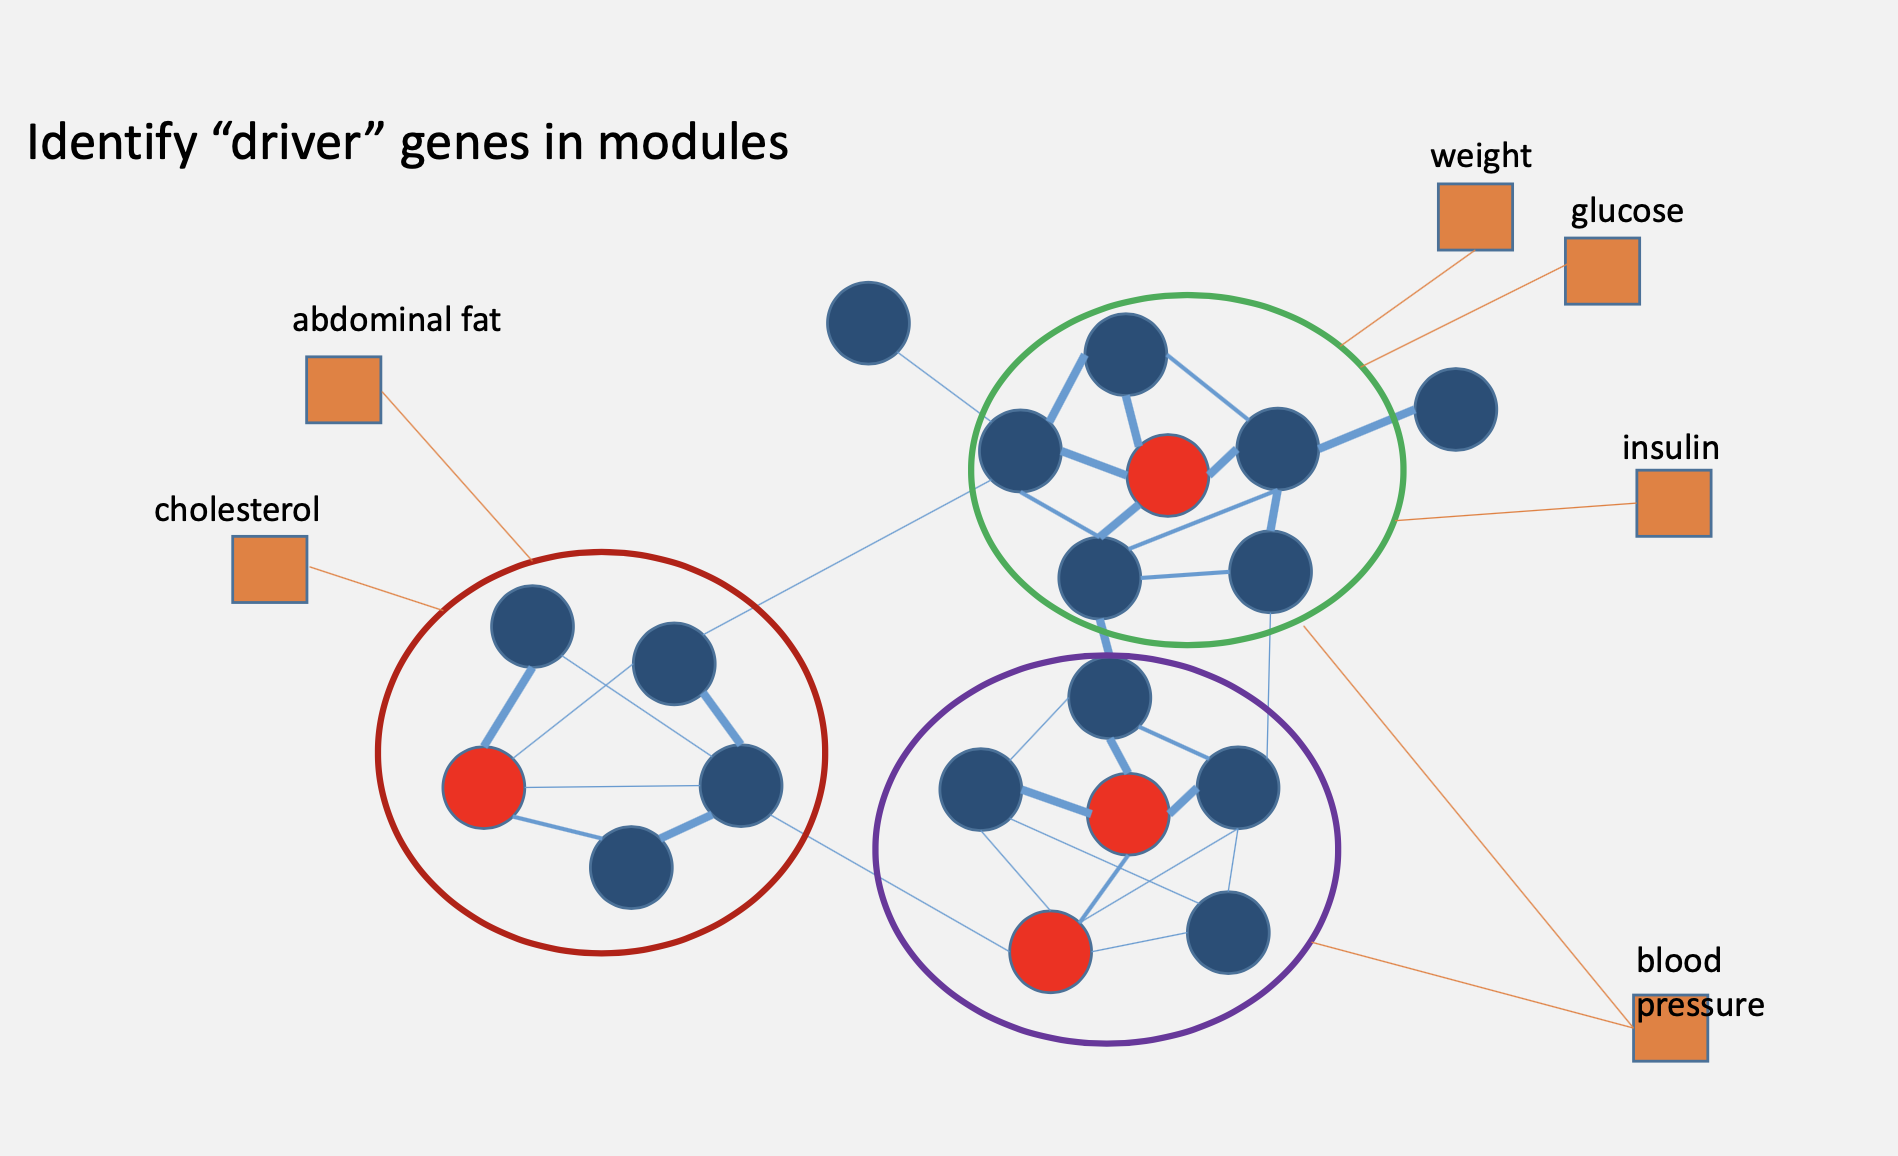 Identify “driver” genes in modules
weight
glucose
abdominal fat
insulin
cholesterol
blood
pressure